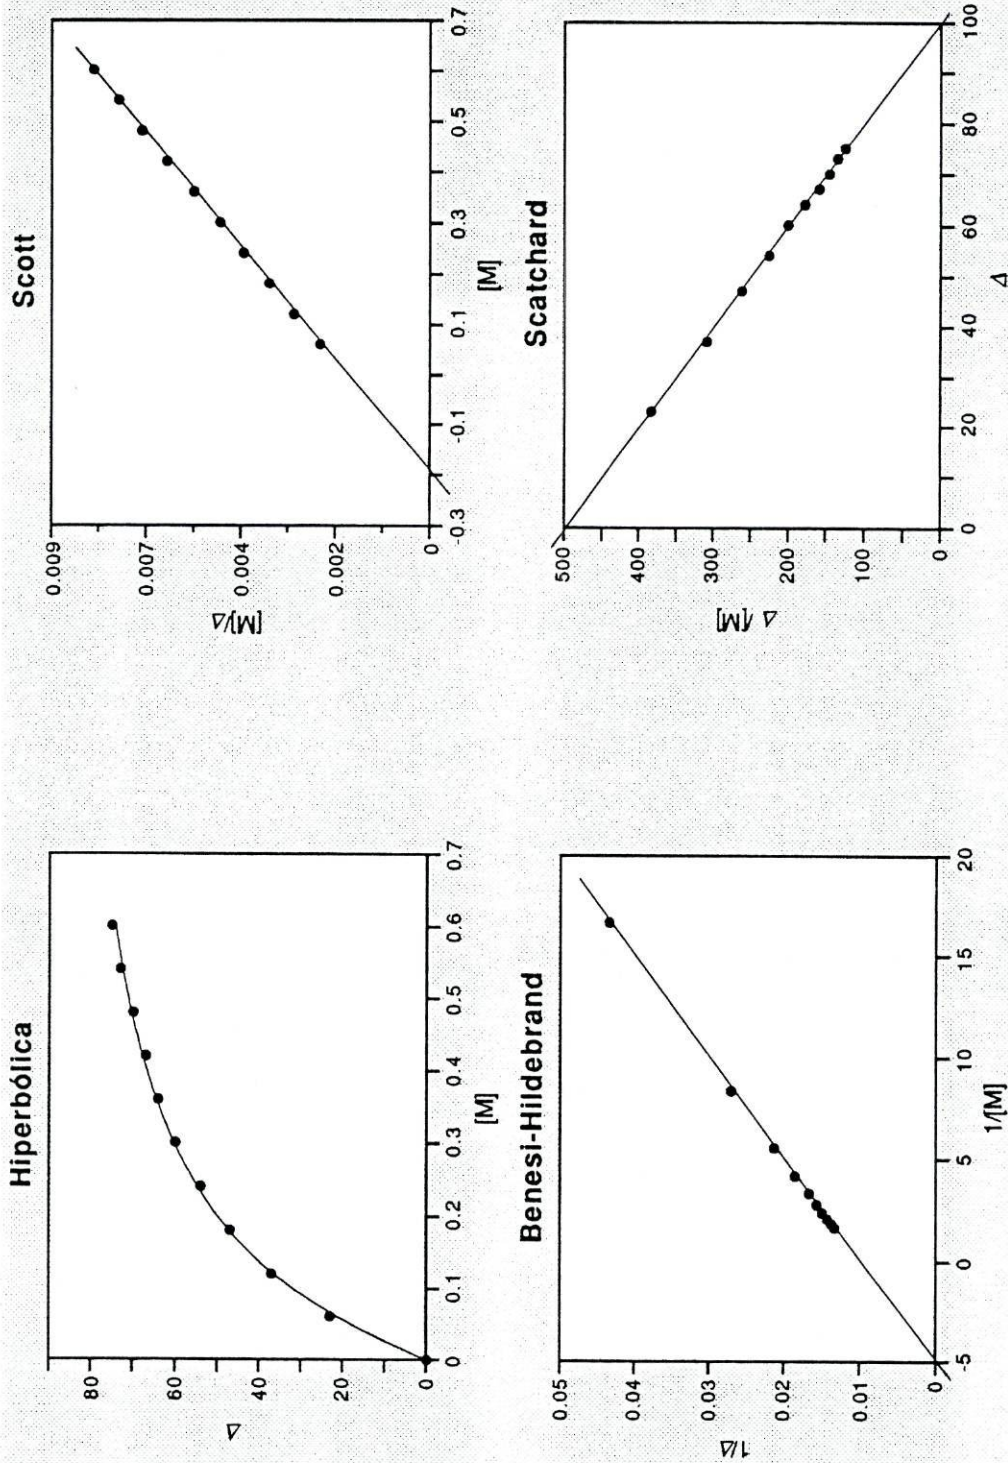 Hiperbólica
80
60
40
20
0
Δ
0 0.1 0.2 0.3 0.4 0.5 0.6 0.7
[M]
Scott
0.009
0.007
0.004
0.002
0
[M]/Δ
-0.3 -0.1 0.1 0.3 0.5 0.7
[M]
Benesi-Hildebrand
0.05
0.03
0.02
0.01
0
1/Δ
-5 0 5 10 15 20
1/[M]
Scatchard
500
400
300
200
100
0
Δ /[M]
0 20 40 60 80 100
Δ